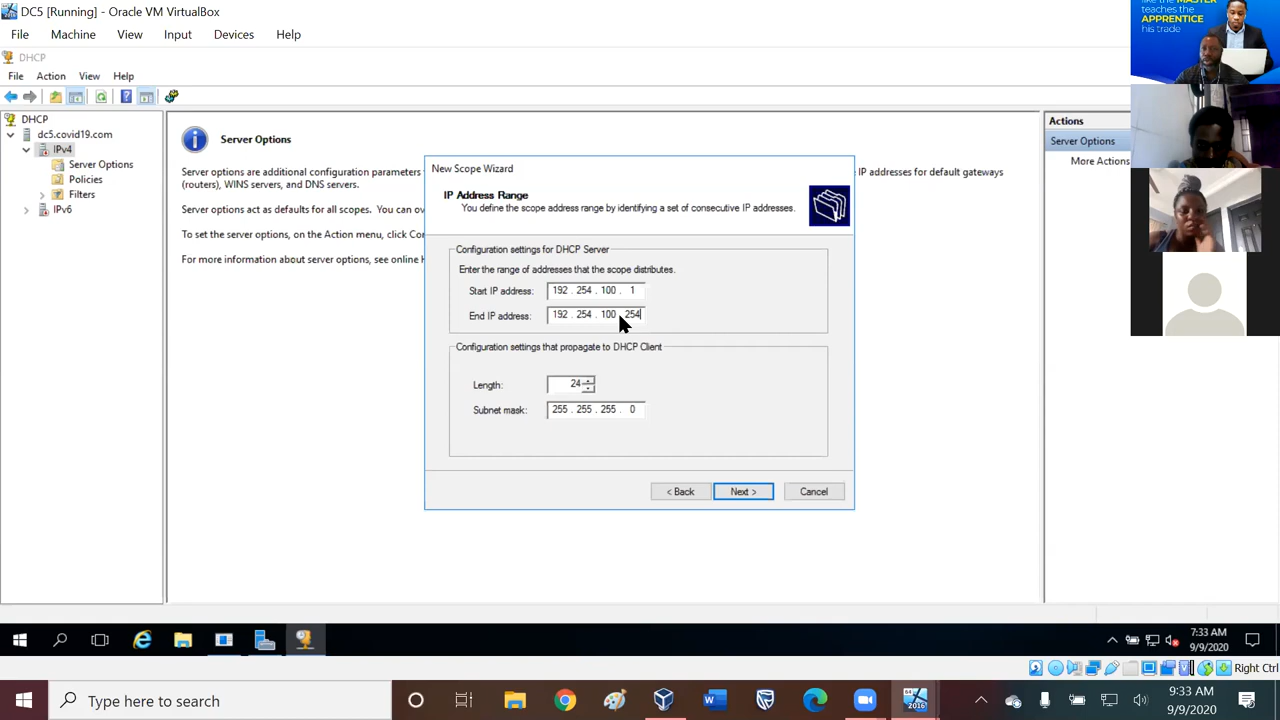 DC5 [Running] - Oracle VM VirtualBox
File Machine View Input Devices Help
like the MASTER
teaches the
APPRENTICE
his trade
DHCP
File Action View Help
DHCP
dc5.covid19.com
IPv4
Server Options
Policies
Filters
IPv6
Server Options
Server options are additional configuration parameters
(routers), WINS servers, and DNS servers.
IP addresses for default gateways
Server options act as defaults for all scopes. You can ov
To set the server options, on the Action menu, click Co
For more information about server options, see online
Actions
Server Options
More Actions
New Scope Wizard
IP Address Range
You define the scope address range by identifying a set of consecutive IP addresses.
Configuration settings for DHCP Server
Enter the range of addresses that the scope distributes.
Start IP address: 192 . 254 . 100 . 1
End IP address: 192 . 254 . 100 . 254
Configuration settings that propagate to DHCP Client
Length: 24
Subnet mask: 255 . 255 . 255 . 0
< Back Next > Cancel
7:33 AM
9/9/2020
Right Ctrl
Type here to search
2016
9:33 AM
9/9/2020